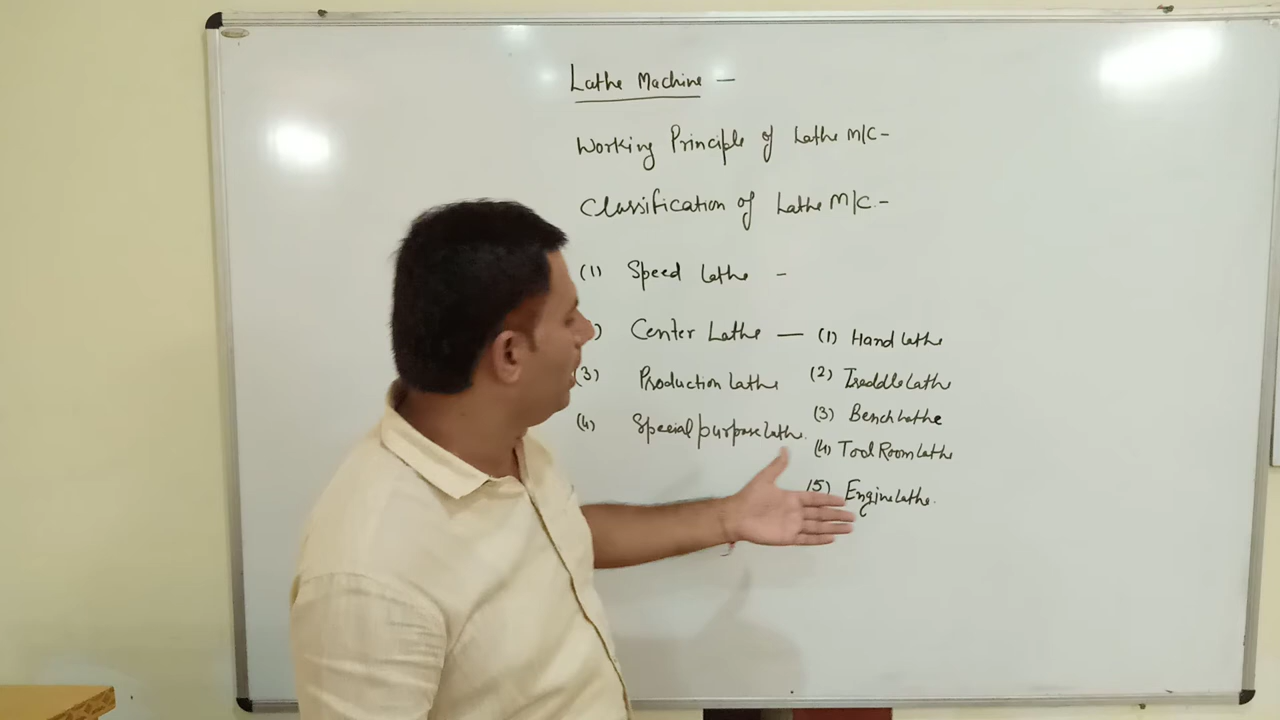 Lathe Machine —
Working Principle of Lathe M/C -
Classification of Lathe M/C. -
(1) Speed Lathe -
) Center Lathe — (1) Hand Lathe
(3) Production Lathe (2) Treddle Lathe
(4) Special purpose Lathe. (3) Bench Lathe
(4) Tool Room Lathe
(5) Engine Lathe.